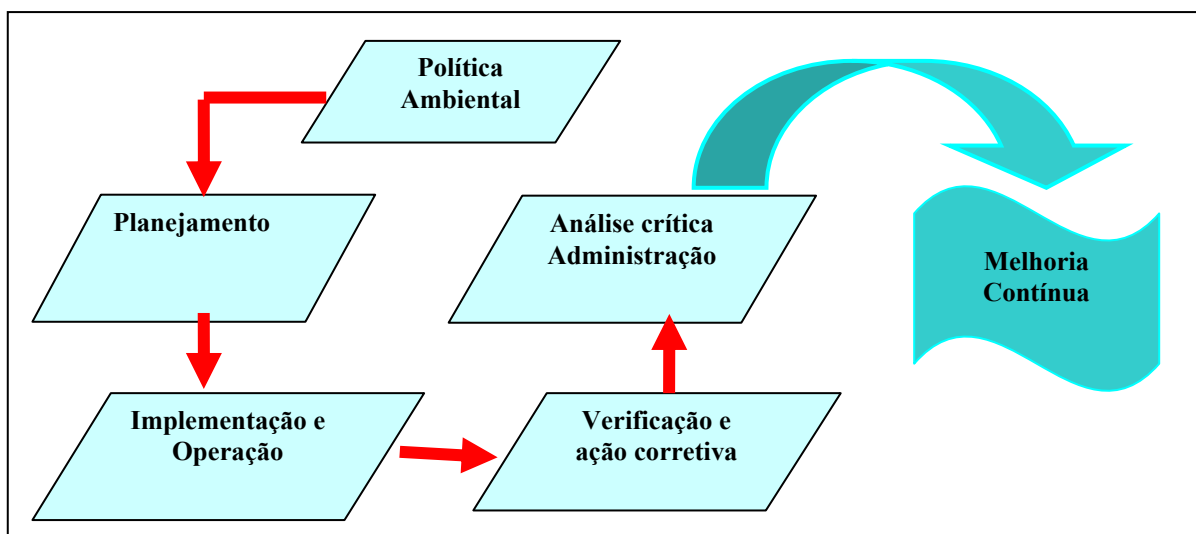 Política
Ambiental
Planejamento
Análise crítica
Administração
Melhoria
Contínua
Implementação e
Operação
Verificação e
ação corretiva